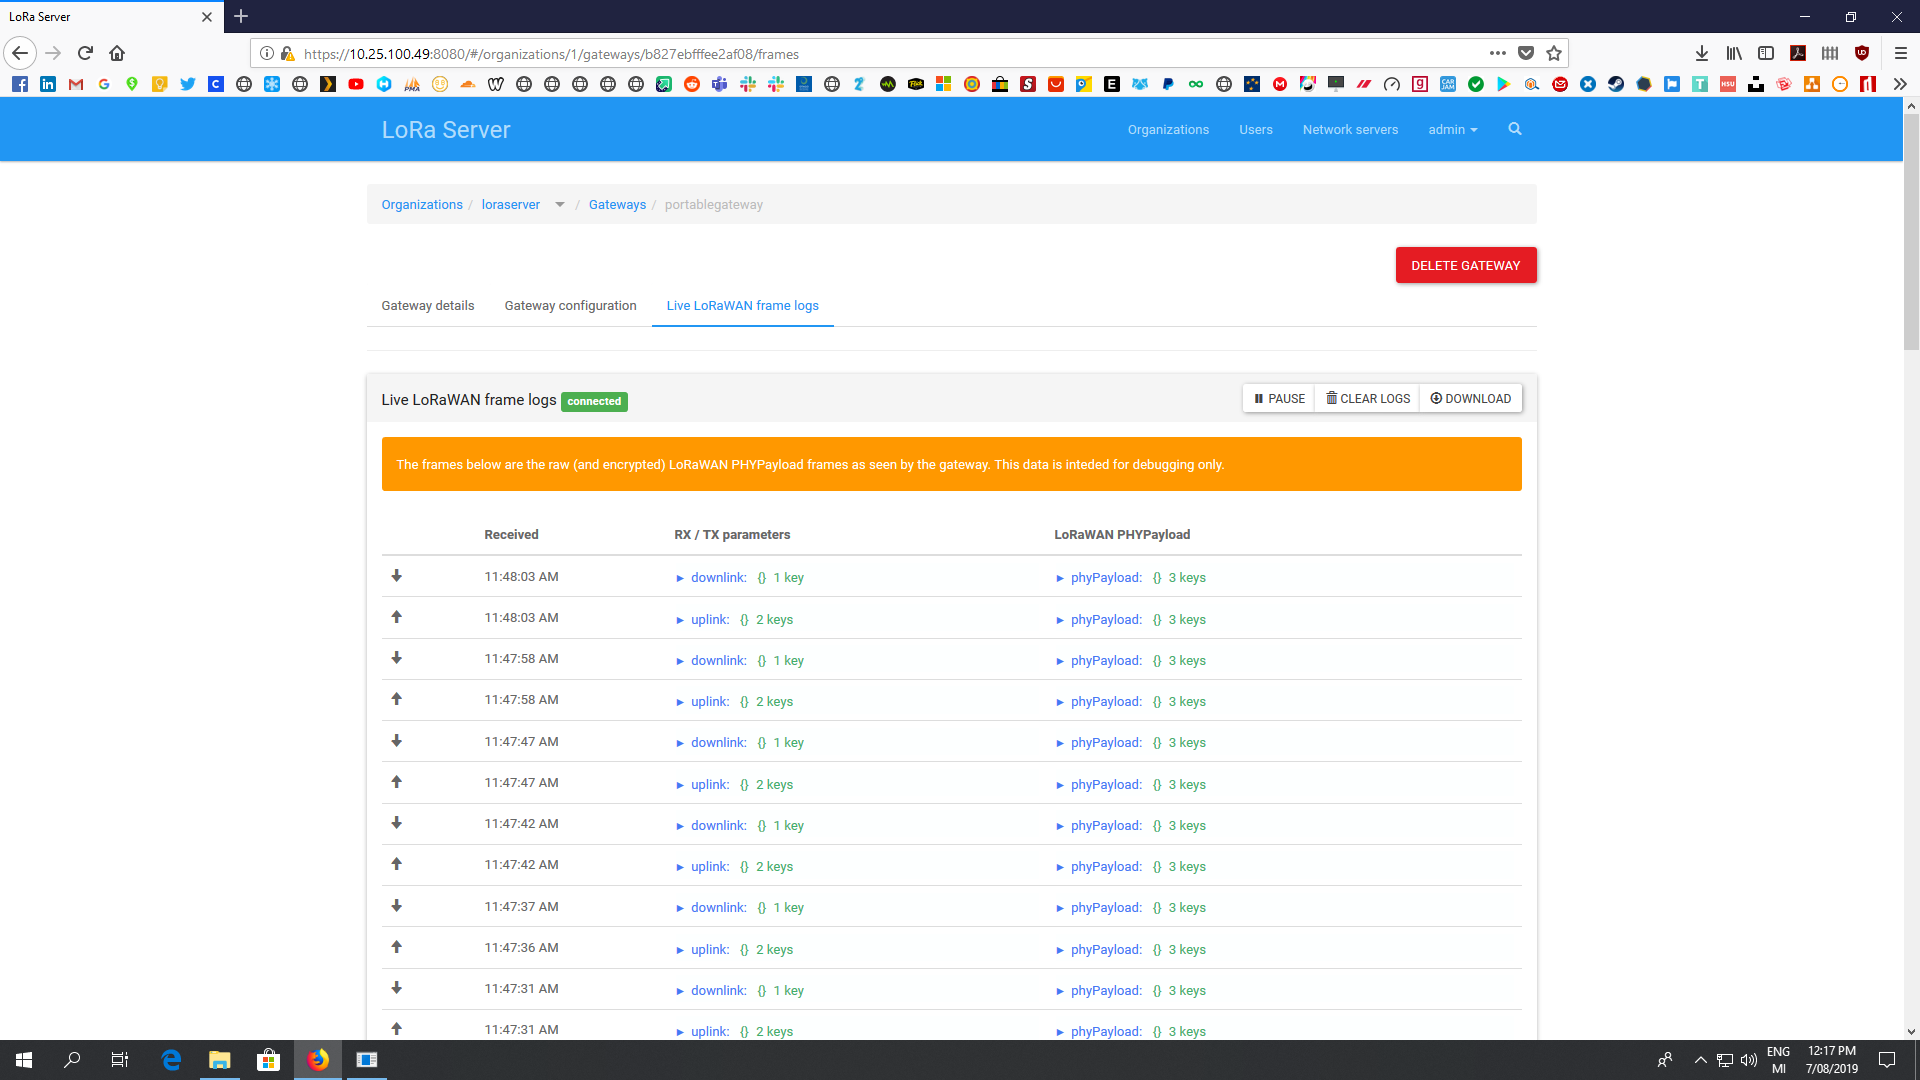 LoRa Server
https://10.25.100.49:8080/#/organizations/1/gateways/b827ebfffee2af08/frames
LoRa Server
Organizations
Users
Network servers
admin
Organizations / loraserver / Gateways / portablegateway
DELETE GATEWAY
Gateway details
Gateway configuration
Live LoRaWAN frame logs
Live LoRaWAN frame logs connected
PAUSE
CLEAR LOGS
DOWNLOAD
The frames below are the raw (and encrypted) LoRaWAN PHYPayload frames as seen by the gateway. This data is inteded for debugging only.
Received RX / TX parameters LoRaWAN PHYPayload
11:48:03 AM ► downlink: {} 1 key ► phyPayload: {} 3 keys
11:48:03 AM ► uplink: {} 2 keys ► phyPayload: {} 3 keys
11:47:58 AM ► downlink: {} 1 key ► phyPayload: {} 3 keys
11:47:58 AM ► uplink: {} 2 keys ► phyPayload: {} 3 keys
11:47:47 AM ► downlink: {} 1 key ► phyPayload: {} 3 keys
11:47:47 AM ► uplink: {} 2 keys ► phyPayload: {} 3 keys
11:47:42 AM ► downlink: {} 1 key ► phyPayload: {} 3 keys
11:47:42 AM ► uplink: {} 2 keys ► phyPayload: {} 3 keys
11:47:37 AM ► downlink: {} 1 key ► phyPayload: {} 3 keys
11:47:36 AM ► uplink: {} 2 keys ► phyPayload: {} 3 keys
11:47:31 AM ► downlink: {} 1 key ► phyPayload: {} 3 keys
11:47:31 AM ► uplink: {} 2 keys ► phyPayload: {} 3 keys
ENG
MI
12:17 PM
7/08/2019